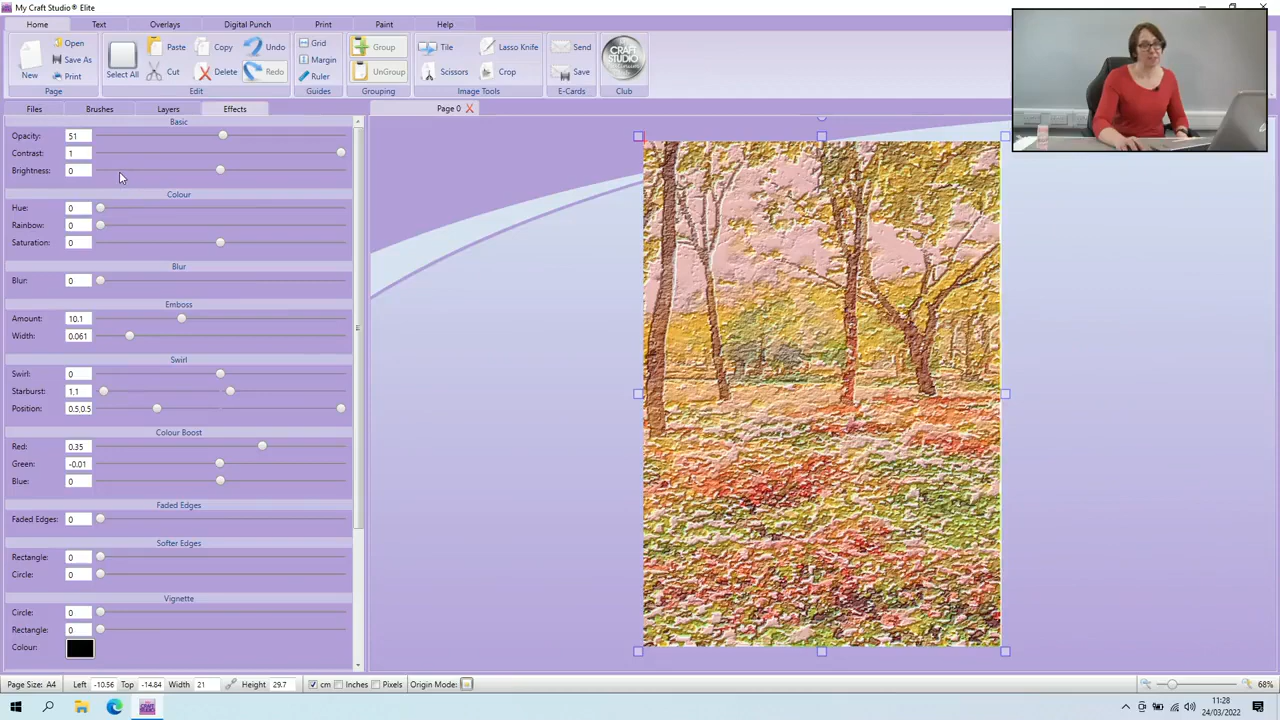 My Craft Studio® Elite
Home Text Overlays Digital Punch Print Paint Help
New Open Save As Print Select All Paste Cut Copy Delete Undo Redo Grid Margin Ruler Group UnGroup Tile Scissors Lasso Knife Crop Send Save CRAFT STUDIO
Page Edit Guides Grouping Image Tools E-Cards Club
Files Brushes Layers Effects Page 0
Basic
Opacity: 51
Contrast: 1
Brightness: 0
Colour
Hue: 0
Rainbow: 0
Saturation: 0
Blur
Blur: 0
Emboss
Amount: 10.1
Width: 0.061
Swirl
Swirl: 0
Starburst: 1,1
Position: 0.5,0.5
Colour Boost
Red: 0.35
Green: -0.01
Blue: 0
Faded Edges
Faded Edges: 0
Softer Edges
Rectangle: 0
Circle: 0
Vignette
Circle: 0
Rectangle: 0
Colour:
Page Size: A4 Left -10.56 Top -14.84 Width 21 Height 29.7 cm Inches Pixels Origin Mode: 68%
11:28
24/03/2022